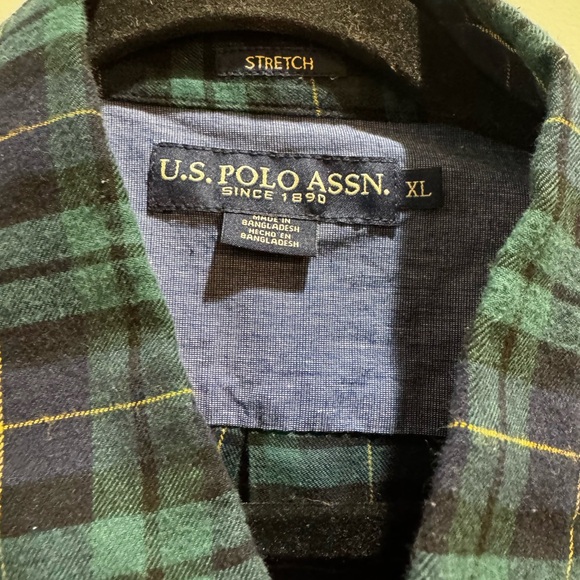 STRETCH
U.S. POLO ASSN.
SINCE 1890
XL
MADE IN
BANGLADESH
HECHO EN
BANGLADESH